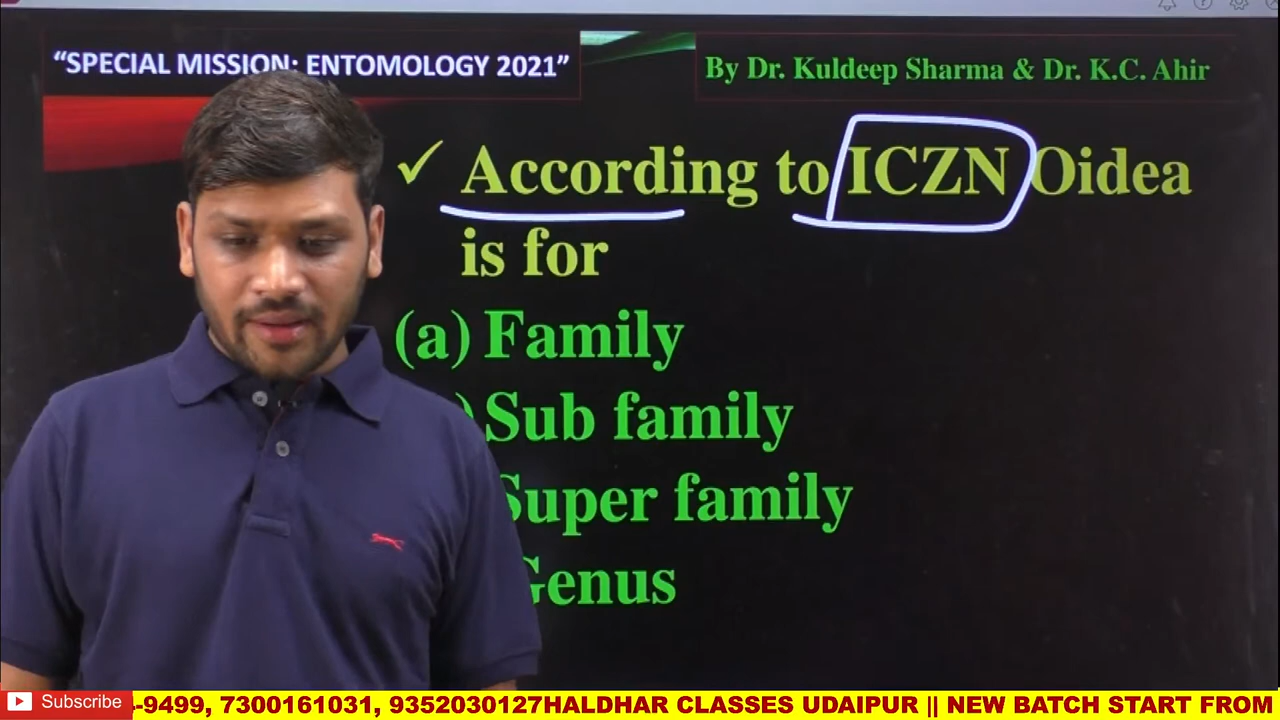 “SPECIAL MISSION: ENTOMOLOGY 2021”
By Dr. Kuldeep Sharma & Dr. K.C. Ahir
✓ According to ICZN Oidea
is for
(a) Family
) Sub family
Super family
Genus
Subscribe
-9499, 7300161031, 9352030127HALDHAR CLASSES UDAIPUR || NEW BATCH START FROM